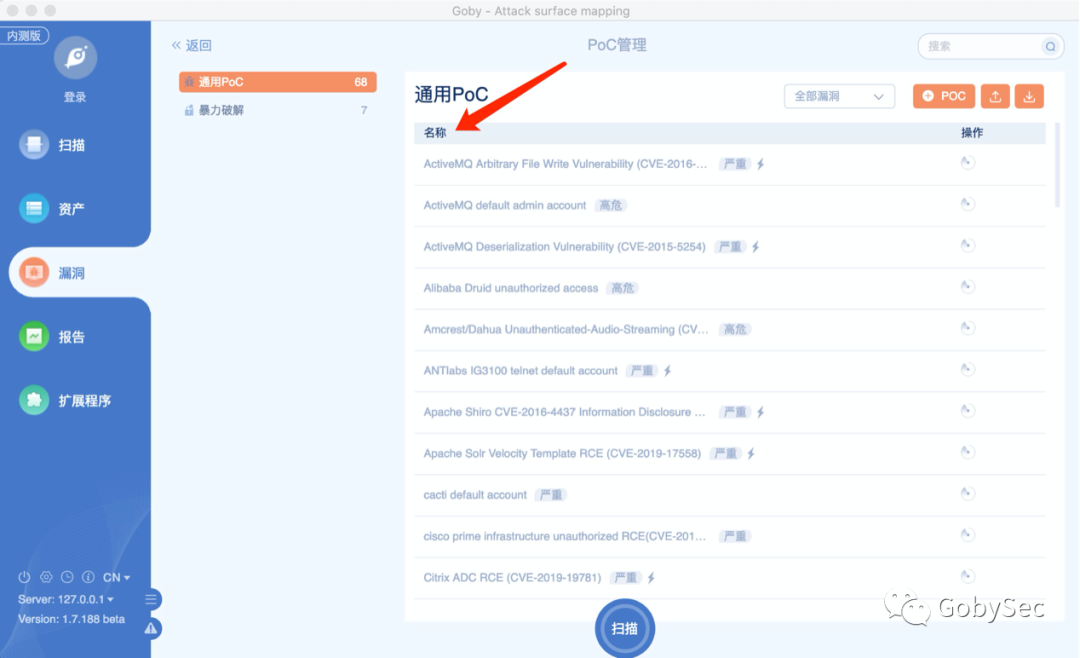 Goby - Attack surface mapping
内测版
登录
扫描
资产
漏洞
报告
扩展程序
CN
Server: 127.0.0.1
Version: 1.7.188 beta
返回
PoC管理
搜索
通用PoC 68
暴力破解 7
通用PoC
全部漏洞
POC
名称 操作
ActiveMQ Arbitrary File Write Vulnerability (CVE-2016-... 严重
ActiveMQ default admin account 高危
ActiveMQ Deserialization Vulnerability (CVE-2015-5254) 严重
Alibaba Druid unauthorized access 高危
Amcrest/Dahua Unauthenticated-Audio-Streaming (CV... 高危
ANTlabs IG3100 telnet default account 严重
Apache Shiro CVE-2016-4437 Information Disclosure ... 严重
Apache Solr Velocity Template RCE (CVE-2019-17558) 严重
cacti default account 严重
cisco prime infrastructure unauthorized RCE(CVE-201... 严重
Citrix ADC RCE (CVE-2019-19781) 严重
扫描
GobySec